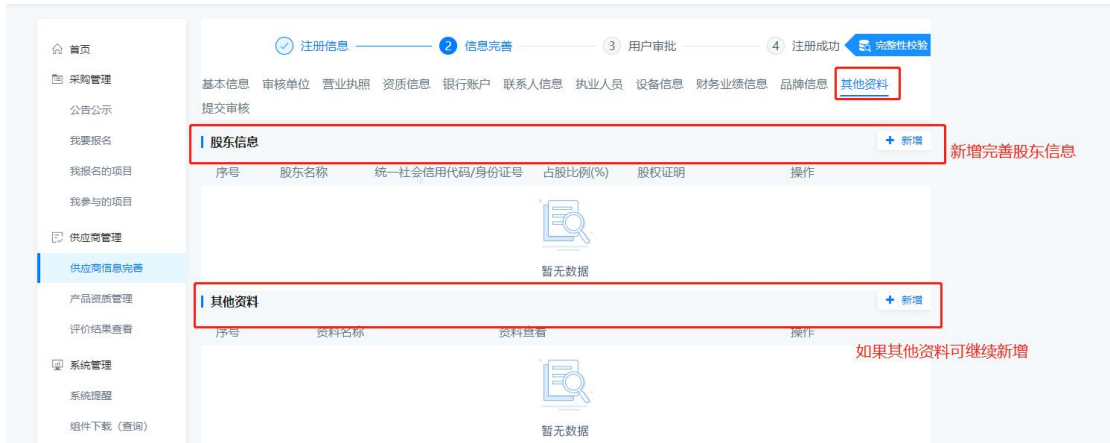 首页
采购管理
公告公示
我要报名
我报名的项目
我参与的项目
供应商管理
供应商信息完善
产品资质管理
评价结果查看
系统管理
系统提醒
组件下载（查询）
注册信息 2 信息完善 3 用户审批 4 注册成功 完整性校验
基本信息 审核单位 营业执照 资质信息 银行账户 联系人信息 执业人员 设备信息 财务业绩信息 品牌信息 其他资料
提交审核
股东信息 + 新增
新增完善股东信息
序号 股东名称 统一社会信用代码/身份证号 占股比例(%) 股权证明 操作
暂无数据
其他资料 + 新增
序号 资料名称 资料查看 操作
如果其他资料可继续新增
暂无数据